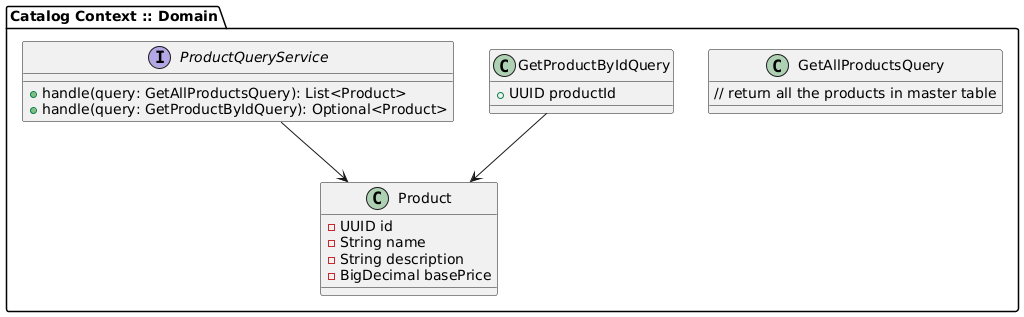 Catalog Context :: Domain
I ProductQueryService
handle(query: GetAllProductsQuery): List<Product>
handle(query: GetProductByIdQuery): Optional<Product>
C GetProductByIdQuery
UUID productId
C GetAllProductsQuery
// return all the products in master table
C Product
UUID id
String name
String description
BigDecimal basePrice